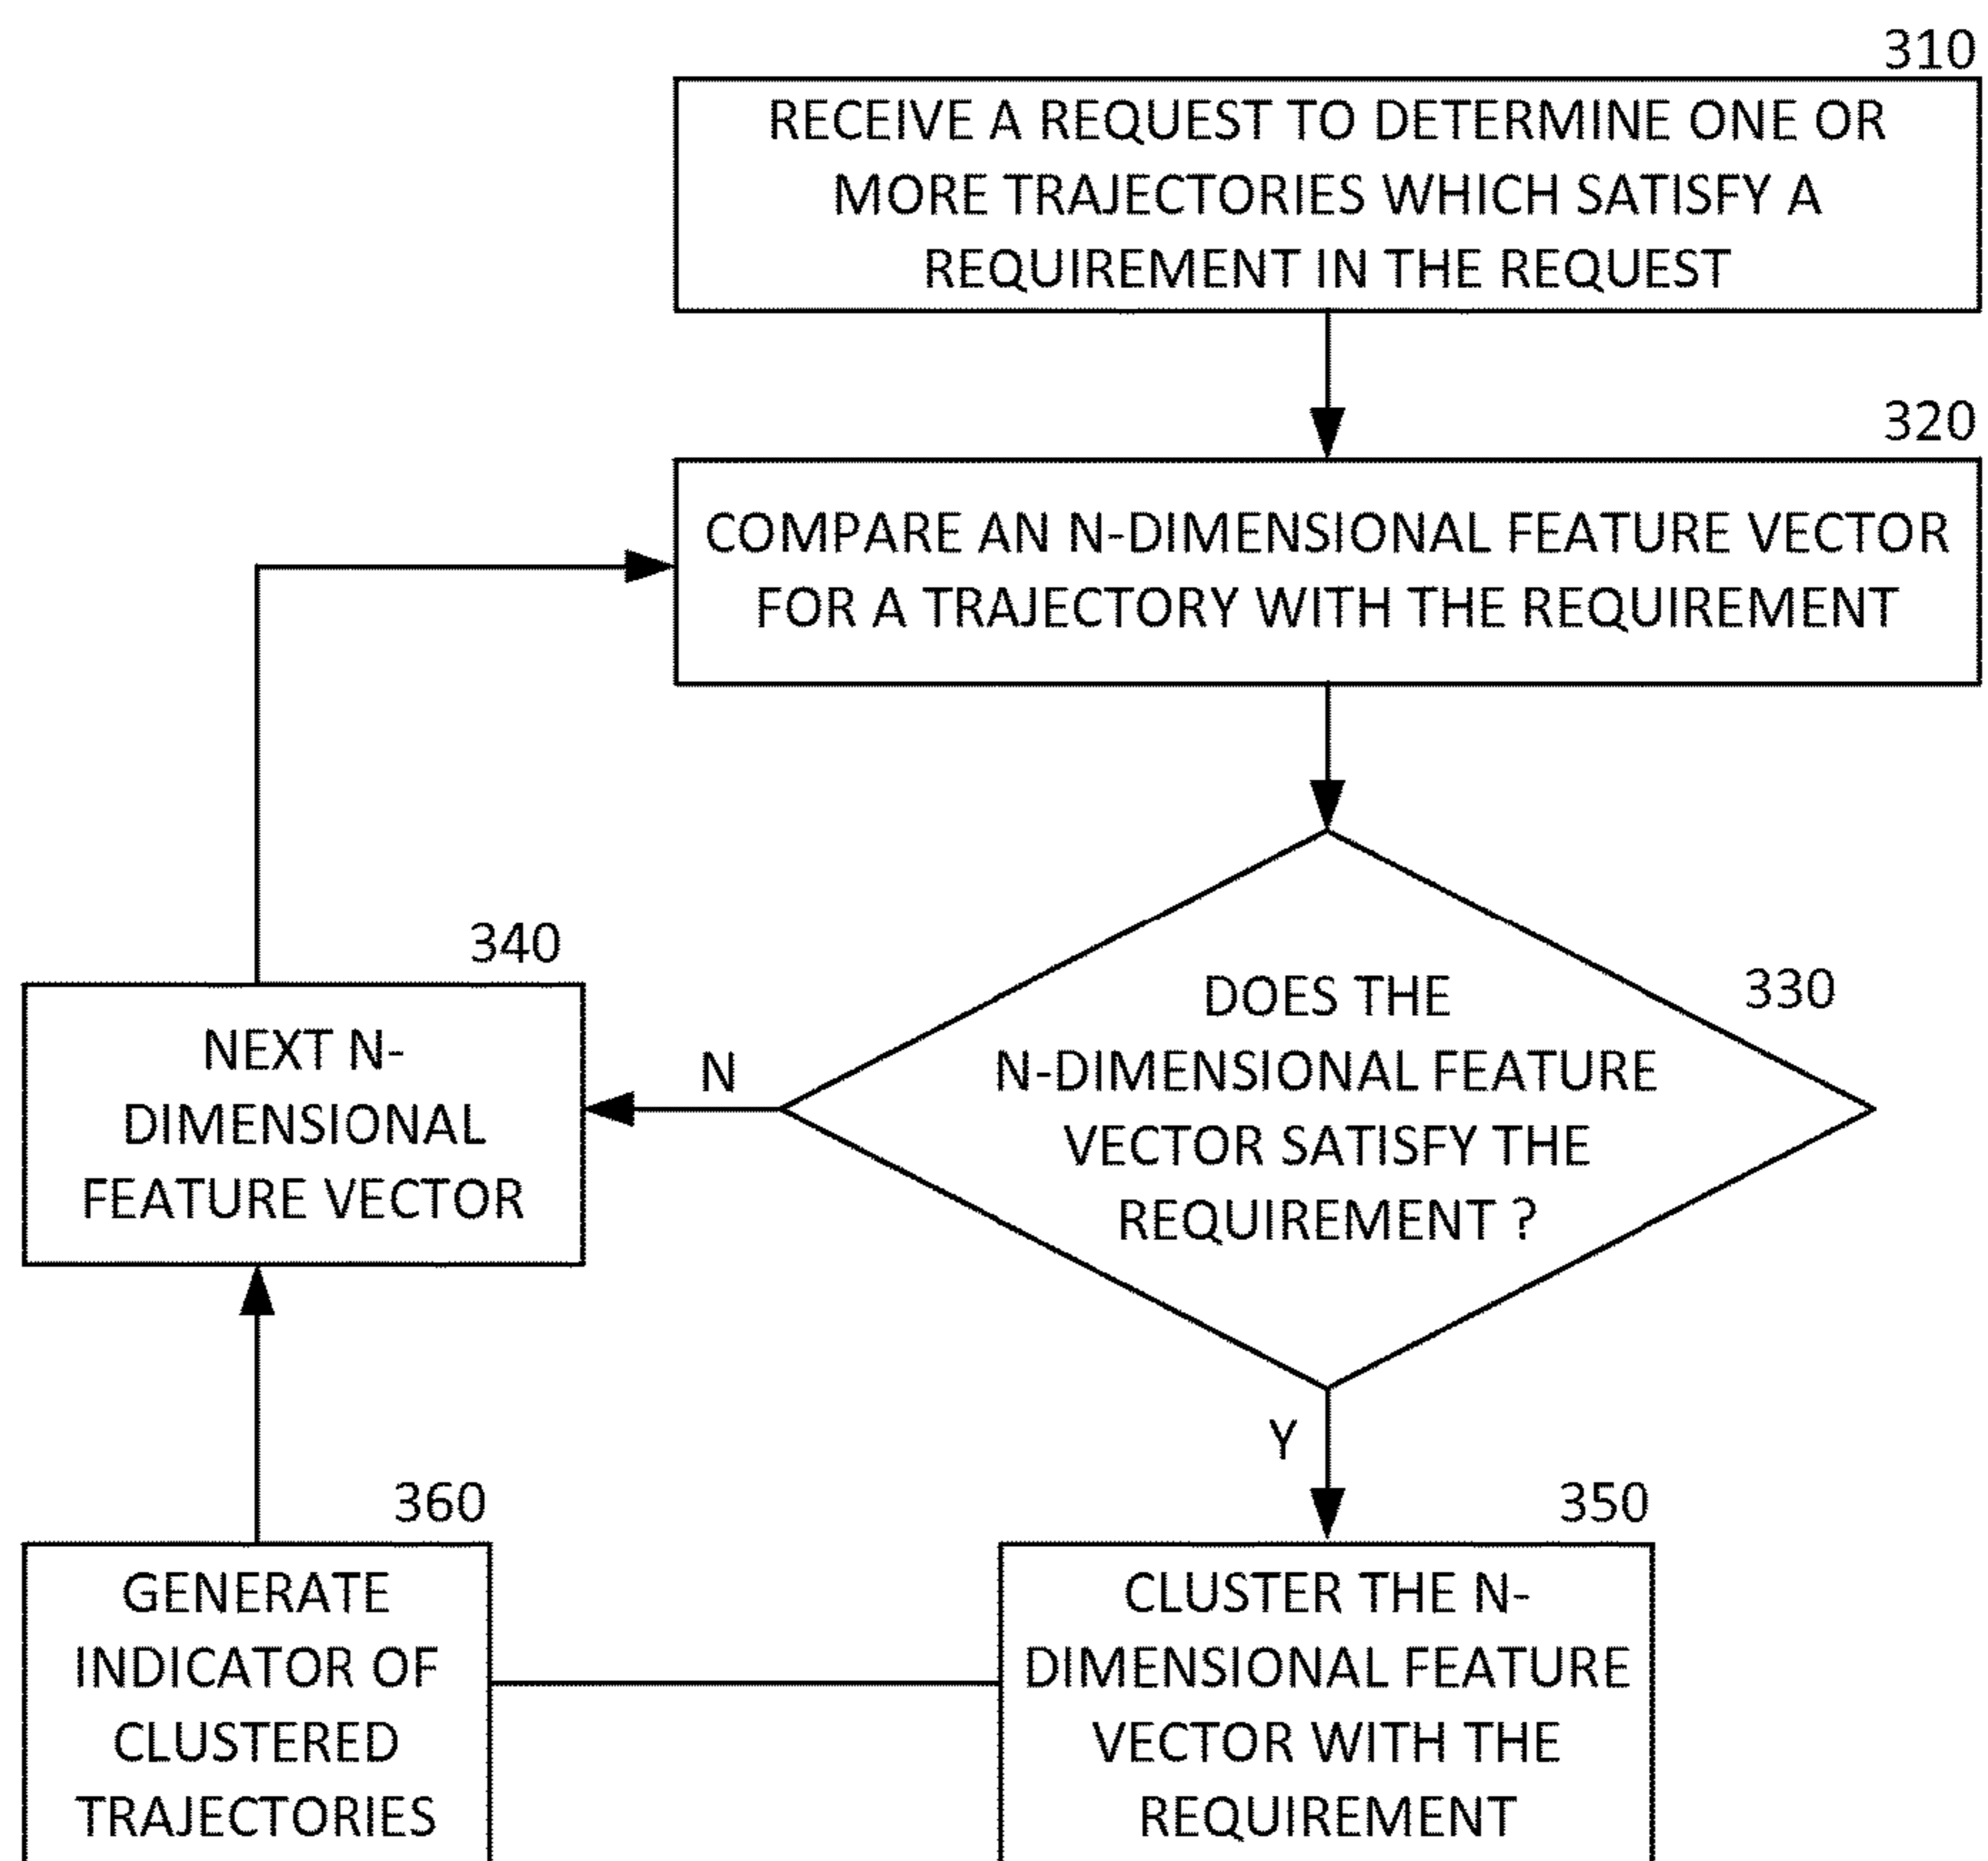 310
RECEIVE A REQUEST TO DETERMINE ONE OR
MORE TRAJECTORIES WHICH SATISFY A
REQUIREMENT IN THE REQUEST
320
COMPARE AN N-DIMENSIONAL FEATURE VECTOR
FOR A TRAJECTORY WITH THE REQUIREMENT
330
DOES THE
N-DIMENSIONAL FEATURE
VECTOR SATISFY THE
REQUIREMENT ?
N
340
NEXT N-
DIMENSIONAL
FEATURE VECTOR
Y
350
CLUSTER THE N-
DIMENSIONAL FEATURE
VECTOR WITH THE
REQUIREMENT
360
GENERATE
INDICATOR OF
CLUSTERED
TRAJECTORIES